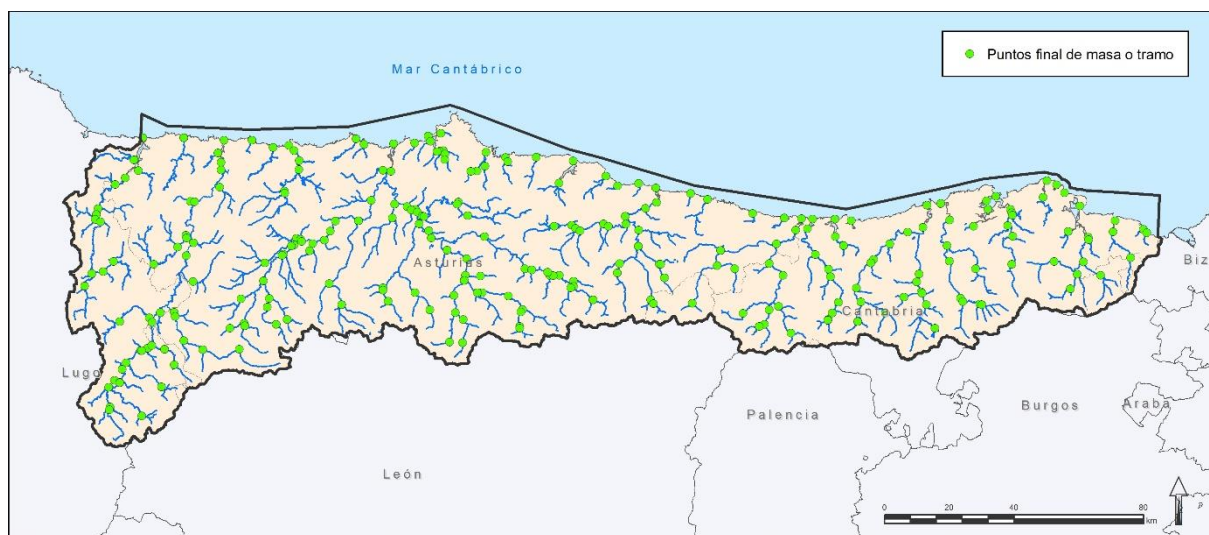 Puntos final de masa o tramo
Mar Cantábrico
Asturias
Biz
Cantabria
Lugo
Palencia
Burgos
Araba
León
0 20 40 80
km